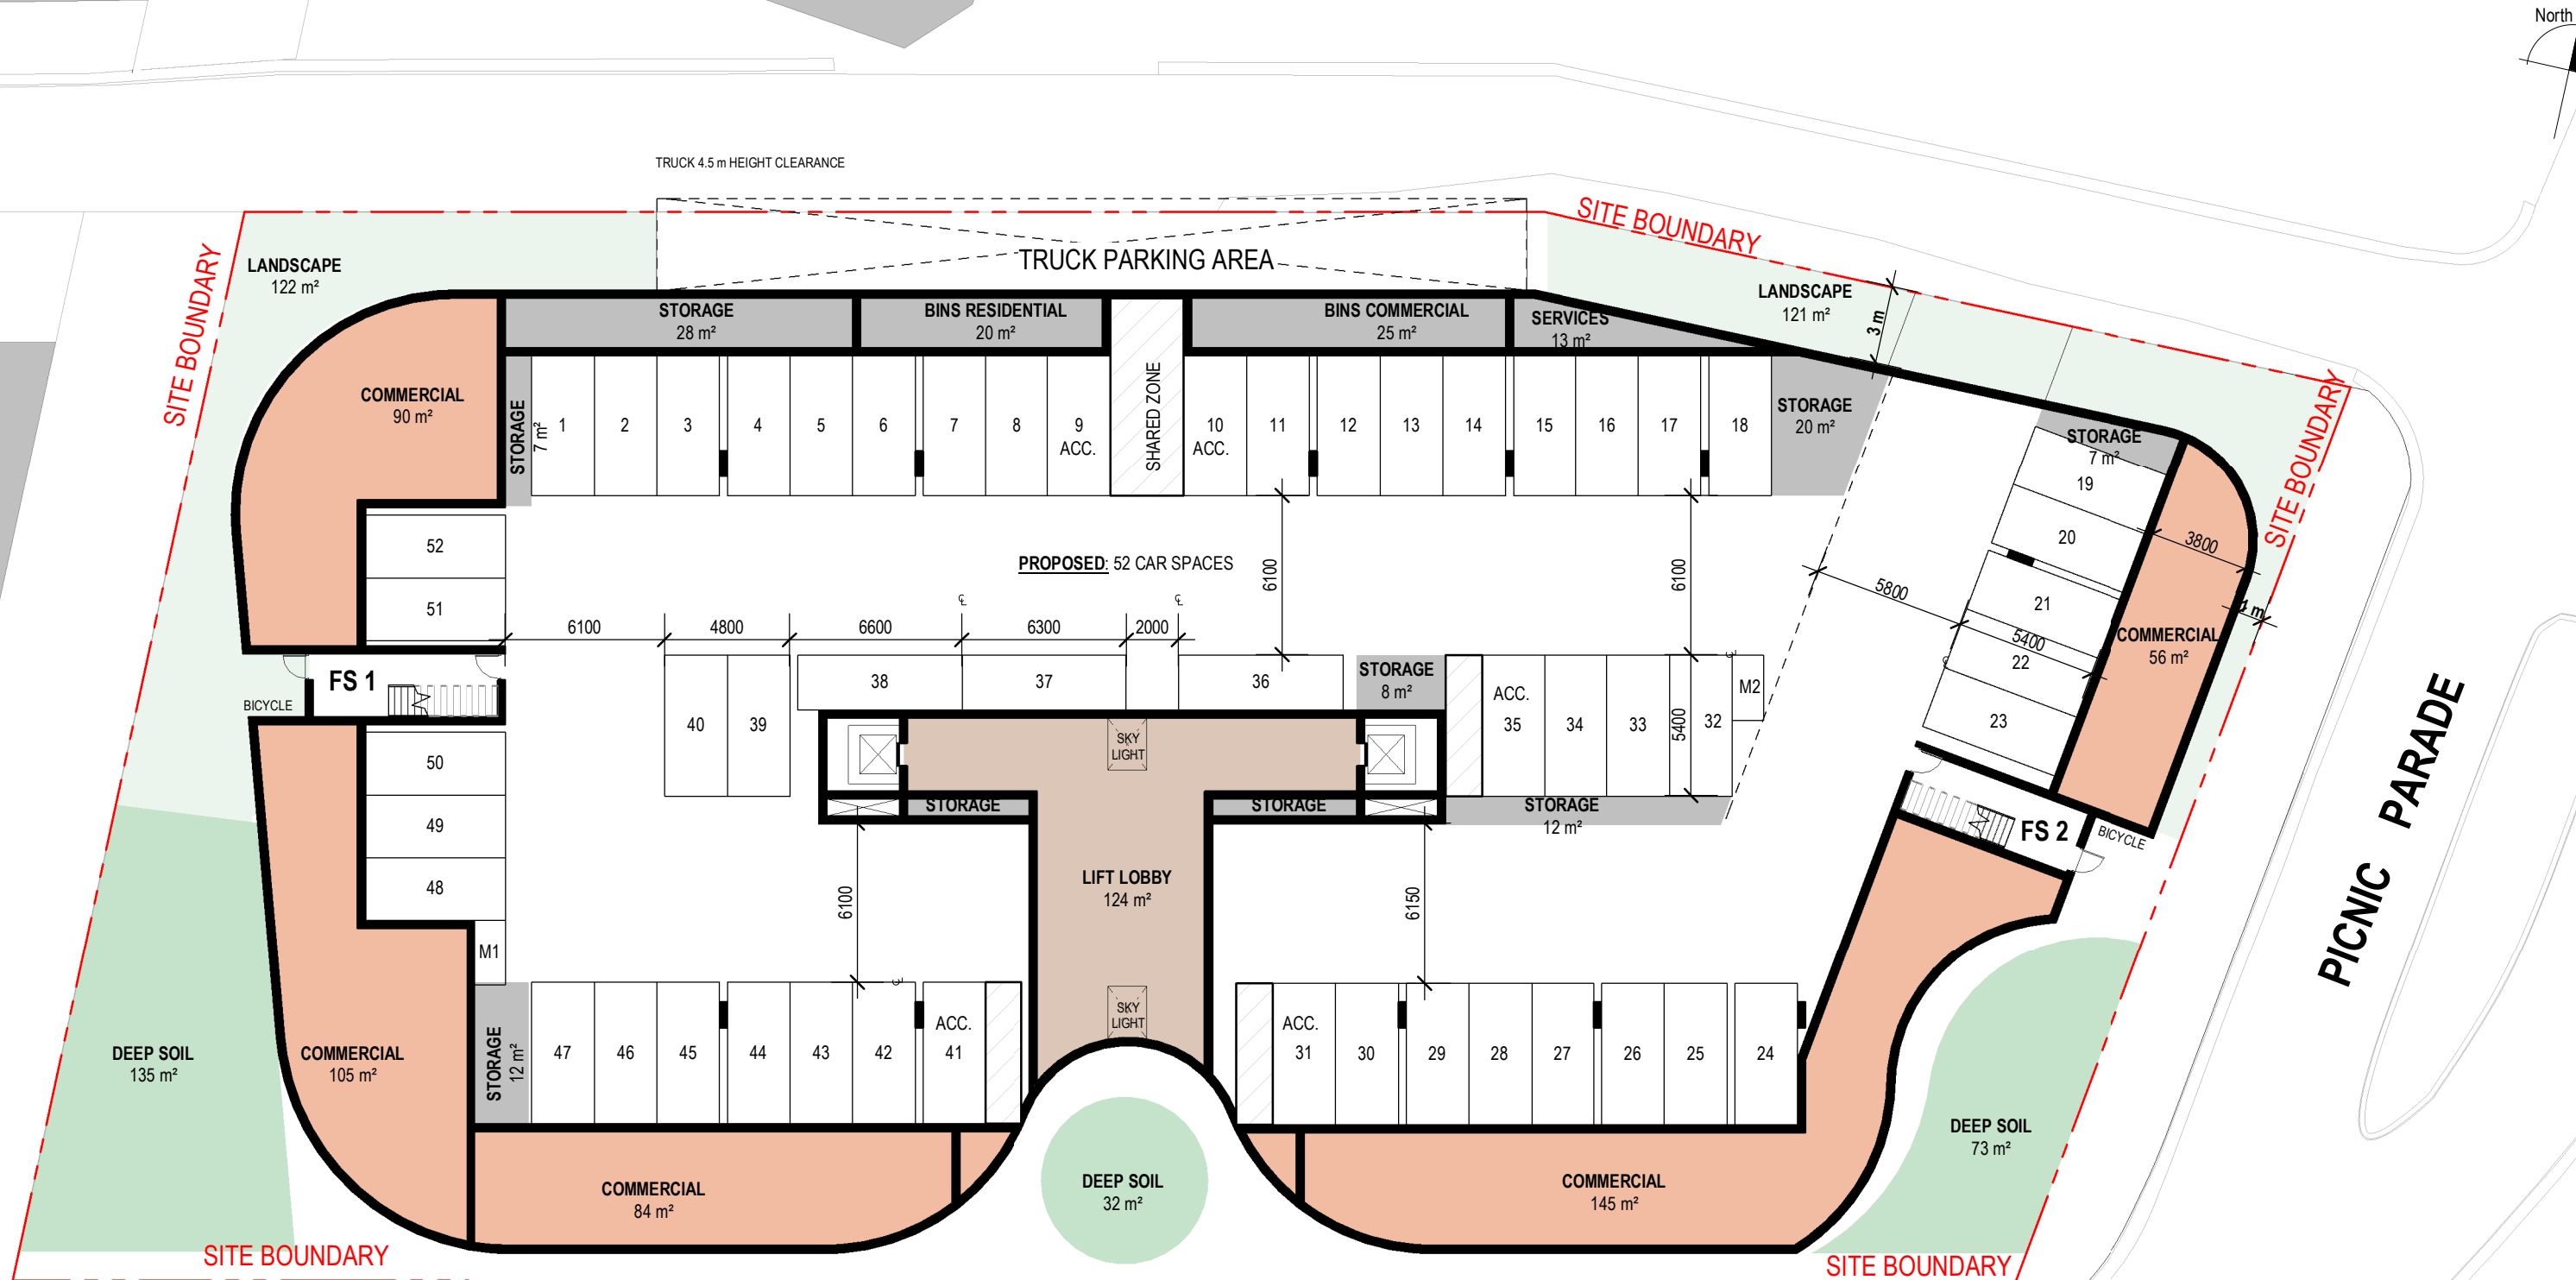 North
TRUCK 4.5 m HEIGHT CLEARANCE
SITE BOUNDARY
SITE BOUNDARY
TRUCK PARKING AREA
LANDSCAPE
122 m²
LANDSCAPE
121 m²
3 m
STORAGE
28 m²
BINS RESIDENTIAL
20 m²
BINS COMMERCIAL
25 m²
SERVICES
13 m²
SITE BOUNDARY
COMMERCIAL
90 m²
STORAGE
7 m²
1
2
3
4
5
6
7
8
9
ACC.
SHARED ZONE
10
ACC.
11
12
13
14
15
16
17
18
STORAGE
20 m²
STORAGE
7 m²
19
20
21
22
23
3800
4 m
5800
5400
COMMERCIAL
56 m²
52
51
PROPOSED: 52 CAR SPACES
6100
6100
6100
4800
6600
6300
2000
FS 1
BICYCLE
40
39
38
37
36
STORAGE
8 m²
ACC.
35
34
33
5400
32
M2
SKY
LIGHT
STORAGE
STORAGE
STORAGE
12 m²
50
49
48
M1
6100
LIFT LOBBY
124 m²
6150
FS 2
BICYCLE
PICNIC PARADE
SKY
LIGHT
DEEP SOIL
135 m²
COMMERCIAL
105 m²
STORAGE
12 m²
47
46
45
44
43
42
ACC.
41
ACC.
31
30
29
28
27
26
25
24
DEEP SOIL
73 m²
COMMERCIAL
84 m²
DEEP SOIL
32 m²
COMMERCIAL
145 m²
SITE BOUNDARY
SITE BOUNDARY